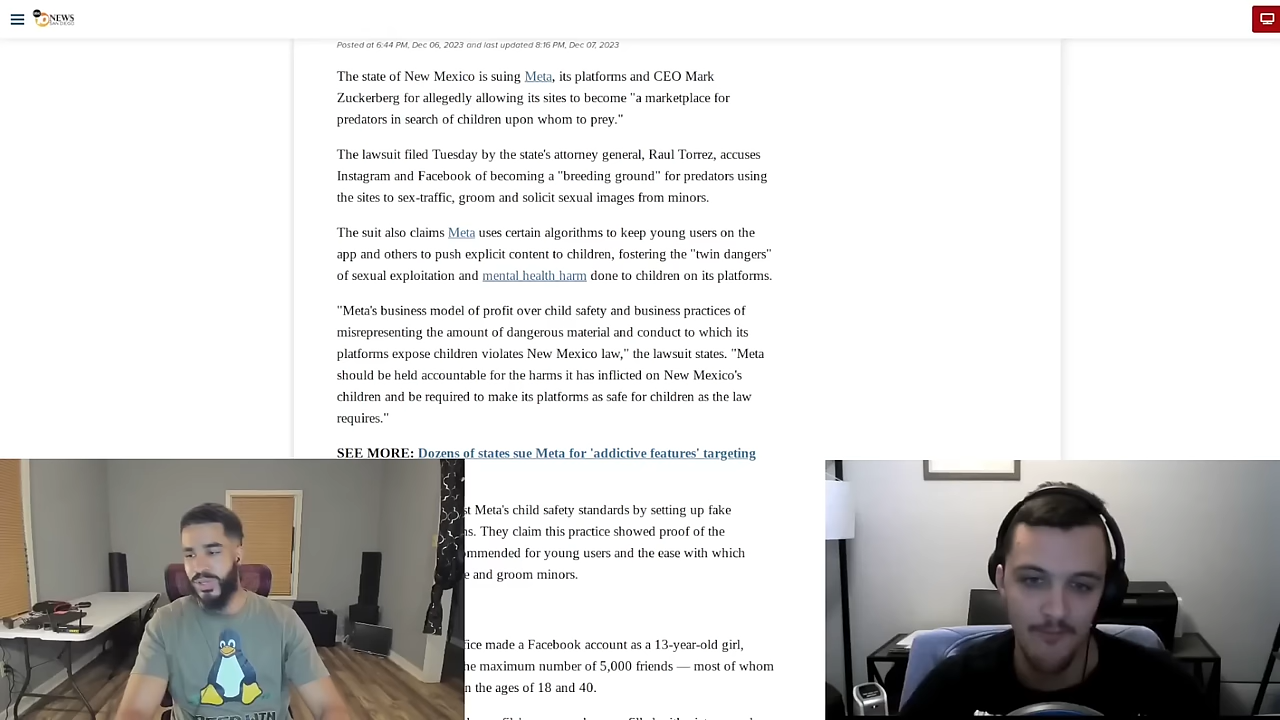 NEWS
SAN DIEGO
Posted at 6:44 PM, Dec 06, 2023 and last updated 8:16 PM, Dec 07, 2023
The state of New Mexico is suing Meta, its platforms and CEO Mark
Zuckerberg for allegedly allowing its sites to become "a marketplace for
predators in search of children upon whom to prey."
The lawsuit filed Tuesday by the state's attorney general, Raul Torrez, accuses
Instagram and Facebook of becoming a "breeding ground" for predators using
the sites to sex-traffic, groom and solicit sexual images from minors.
The suit also claims Meta uses certain algorithms to keep young users on the
app and others to push explicit content to children, fostering the "twin dangers"
of sexual exploitation and mental health harm done to children on its platforms.
"Meta's business model of profit over child safety and business practices of
misrepresenting the amount of dangerous material and conduct to which its
platforms expose children violates New Mexico law," the lawsuit states. "Meta
should be held accountable for the harms it has inflicted on New Mexico's
children and be required to make its platforms as safe for children as the law
requires."
SEE MORE: Dozens of states sue Meta for 'addictive features' targeting
st Meta's child safety standards by setting up fake
ns. They claim this practice showed proof of the
ommended for young users and the ease with which
e and groom minors.
fice made a Facebook account as a 13-year-old girl,
he maximum number of 5,000 friends — most of whom
n the ages of 18 and 40.